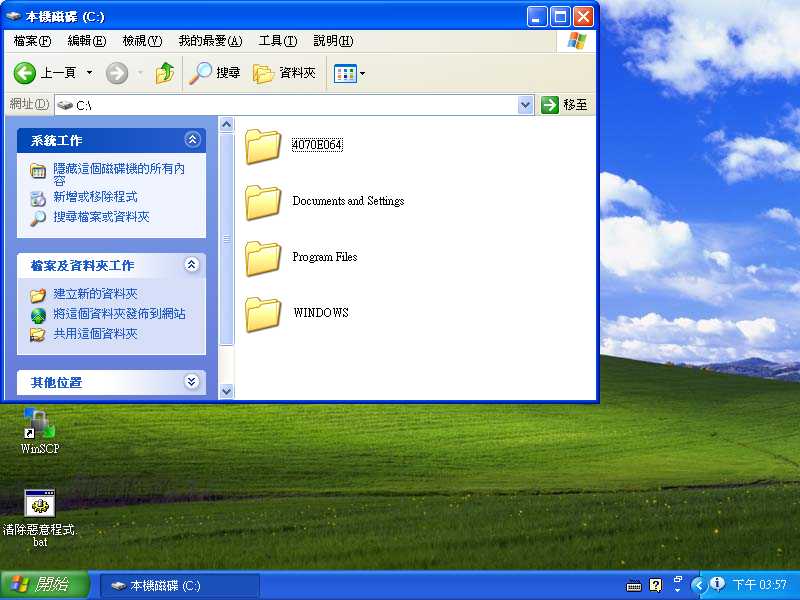 本機磁碟 (C:)
檔案(F) 編輯(E) 檢視(V) 我的最愛(A) 工具(T) 說明(H)
上一頁 搜尋 資料夾
網址(D) C:\ 移至
系統工作
隱藏這個磁碟機的所有內
容
新增或移除程式
搜尋檔案或資料夾
檔案及資料夾工作
建立新的資料夾
將這個資料夾發佈到網站
共用這個資料夾
其他位置
4070E064
Documents and Settings
Program Files
WINDOWS
WinSCP
清除惡意程式.
bat
開始 本機磁碟 (C:) 下午 03:57